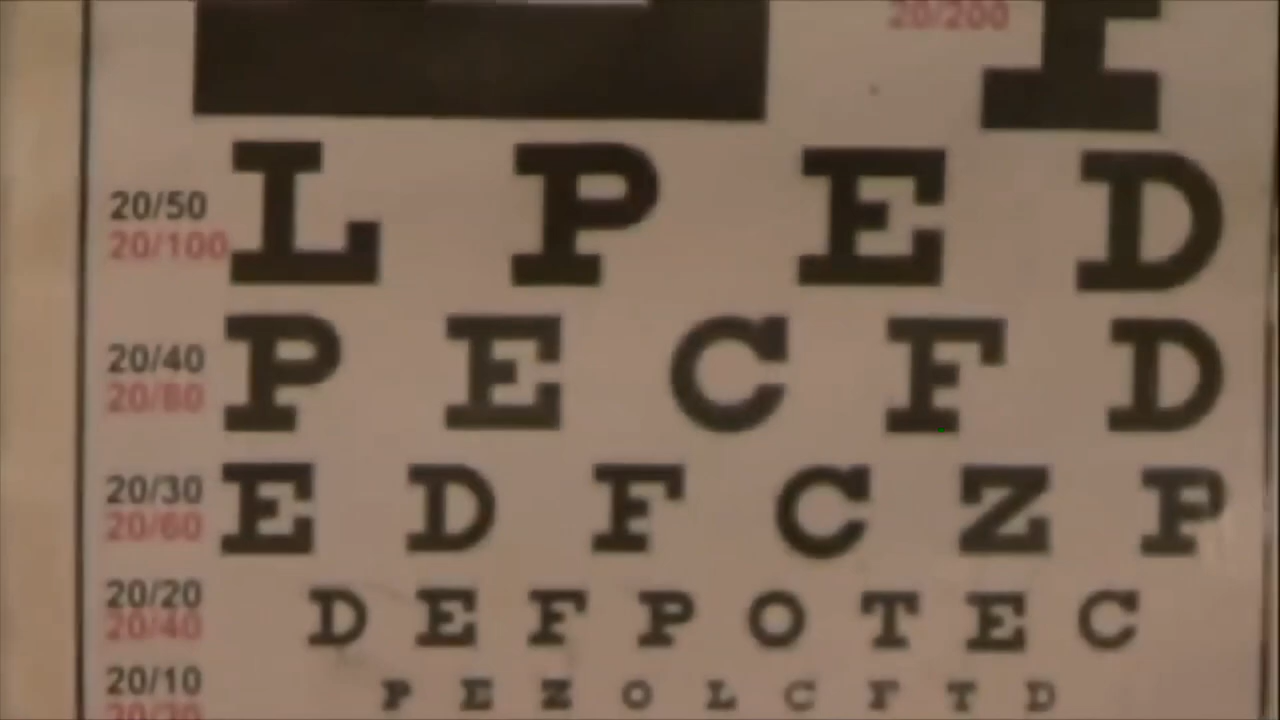 20/200
20/50 L P E D
20/100
20/40 P E C F D
20/80
20/30 E D F C Z P
20/60
20/20 D E F P O T E C
20/40
20/10 P E Z O L C F T D